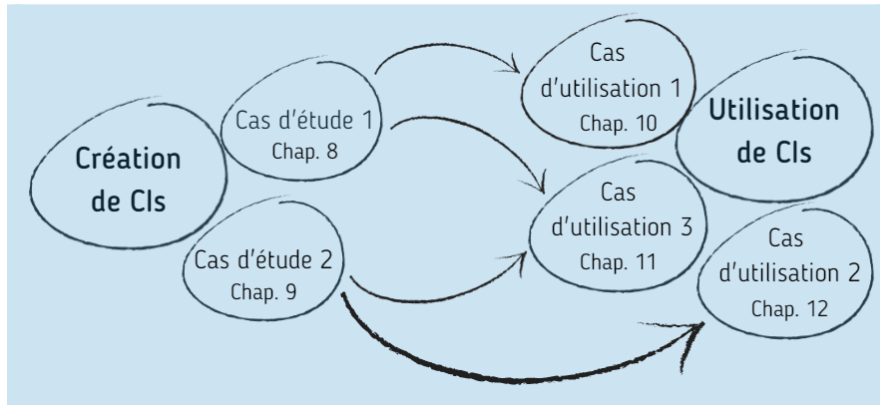 Création
de CIs
Cas d'étude 1
Chap. 8
Cas d'étude 2
Chap. 9
Cas
d'utilisation 1
Chap. 10
Utilisation
de CIs
Cas
d'utilisation 3
Chap. 11
Cas
d'utilisation 2
Chap. 12